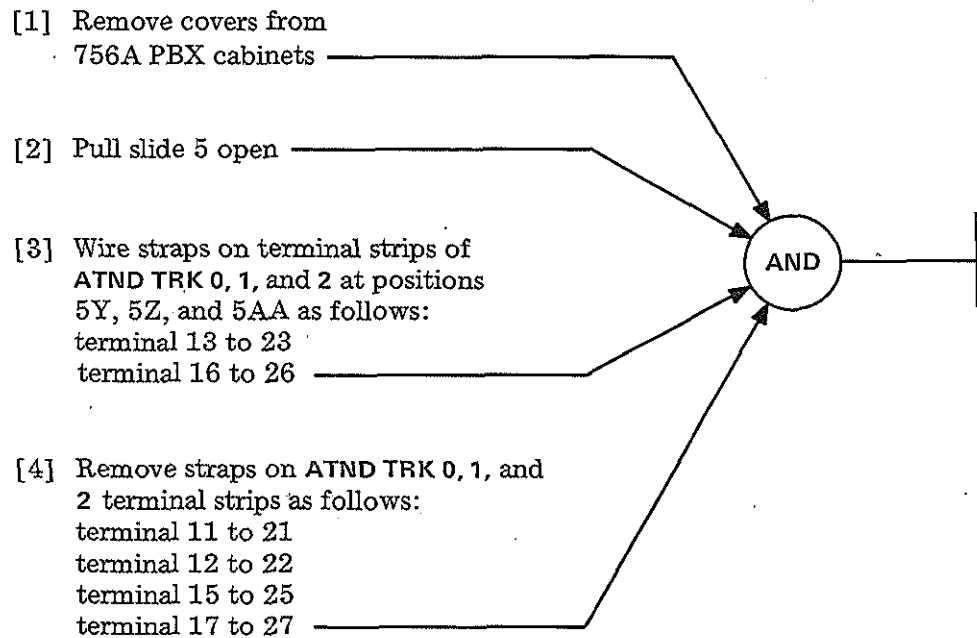 [1] Remove covers from
756A PBX cabinets
[2] Pull slide 5 open
[3] Wire straps on terminal strips of
ATND TRK 0, 1, and 2 at positions
5Y, 5Z, and 5AA as follows:
terminal 13 to 23
terminal 16 to 26
[4] Remove straps on ATND TRK 0, 1, and
2 terminal strips as follows:
terminal 11 to 21
terminal 12 to 22
terminal 15 to 25
terminal 17 to 27
AND